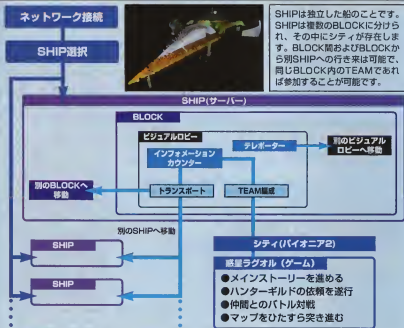 ネットワーク接続
SHIP選択
SHIPは独立した船のことです。
SHIPは複数のBLOCKに分けら
れ、その中にシティが存在しま
す。BLOCK間およびBLOCKか
ら別SHIPへの行き来は可能で、
同じBLOCK内のTEAMであれ
ば参加することが可能です。
SHIP(サーバー)
BLOCK
ビジュアルロビー
インフォメーション
カウンター
テレポーター
別のビジュアル
ロビーへ移動
別のBLOCKへ
移動
トランスポート
TEAM編成
別のSHIPへ移動
SHIP
SHIP
シティ(パイオニア2)
惑星ラグオル(ゲーム)
●メインストーリーを進める
●ハンターギルドの依頼を遂行
●仲間とのバトル対戦
●マップをひたすら突き進む